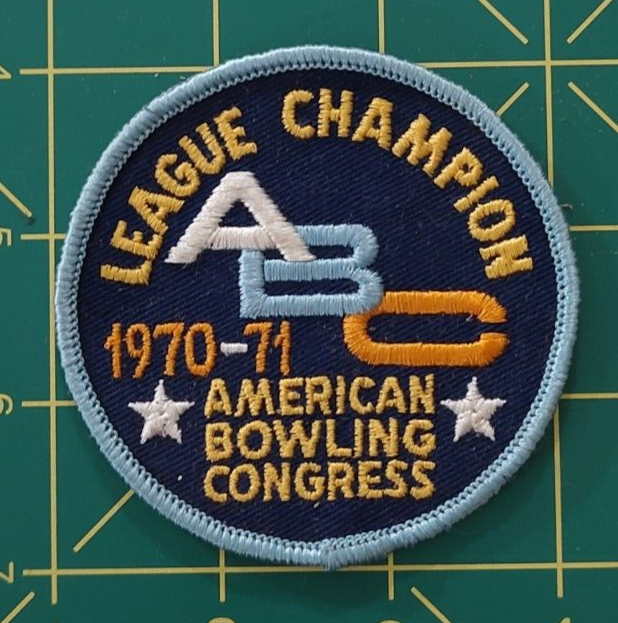 LEAGUE CHAMPION
ABC
1970-71
AMERICAN
BOWLING
CONGRESS